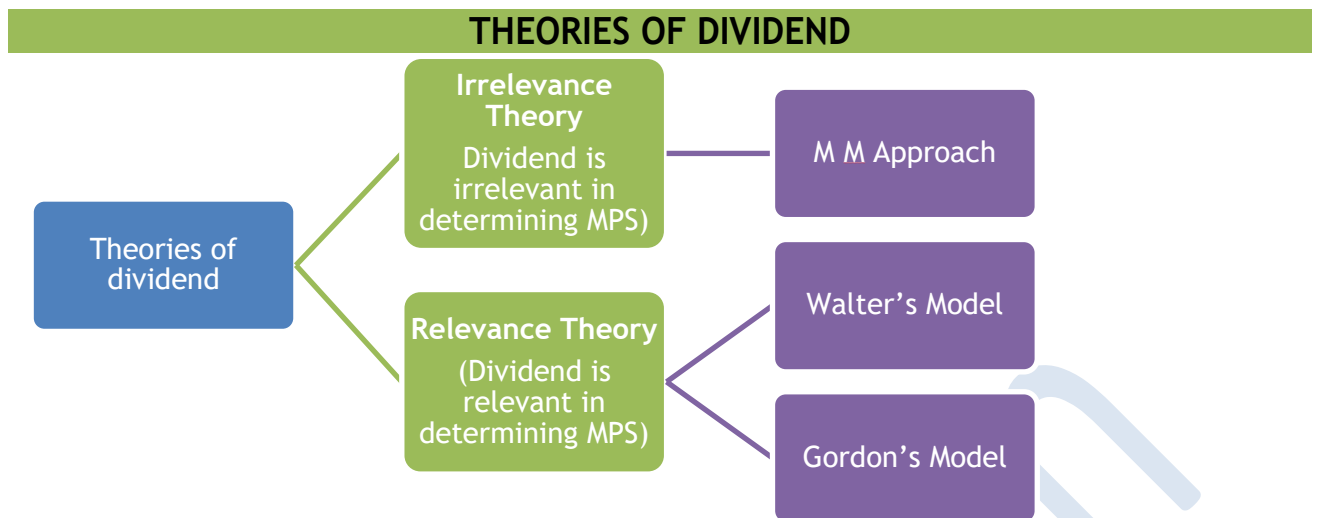 THEORIES OF DIVIDEND
Theories of
dividend
Irrelevance
Theory
Dividend is
irrelevant in
determining MPS)
Relevance Theory
(Dividend is
relevant in
determining MPS)
M M Approach
Walter’s Model
Gordon’s Model